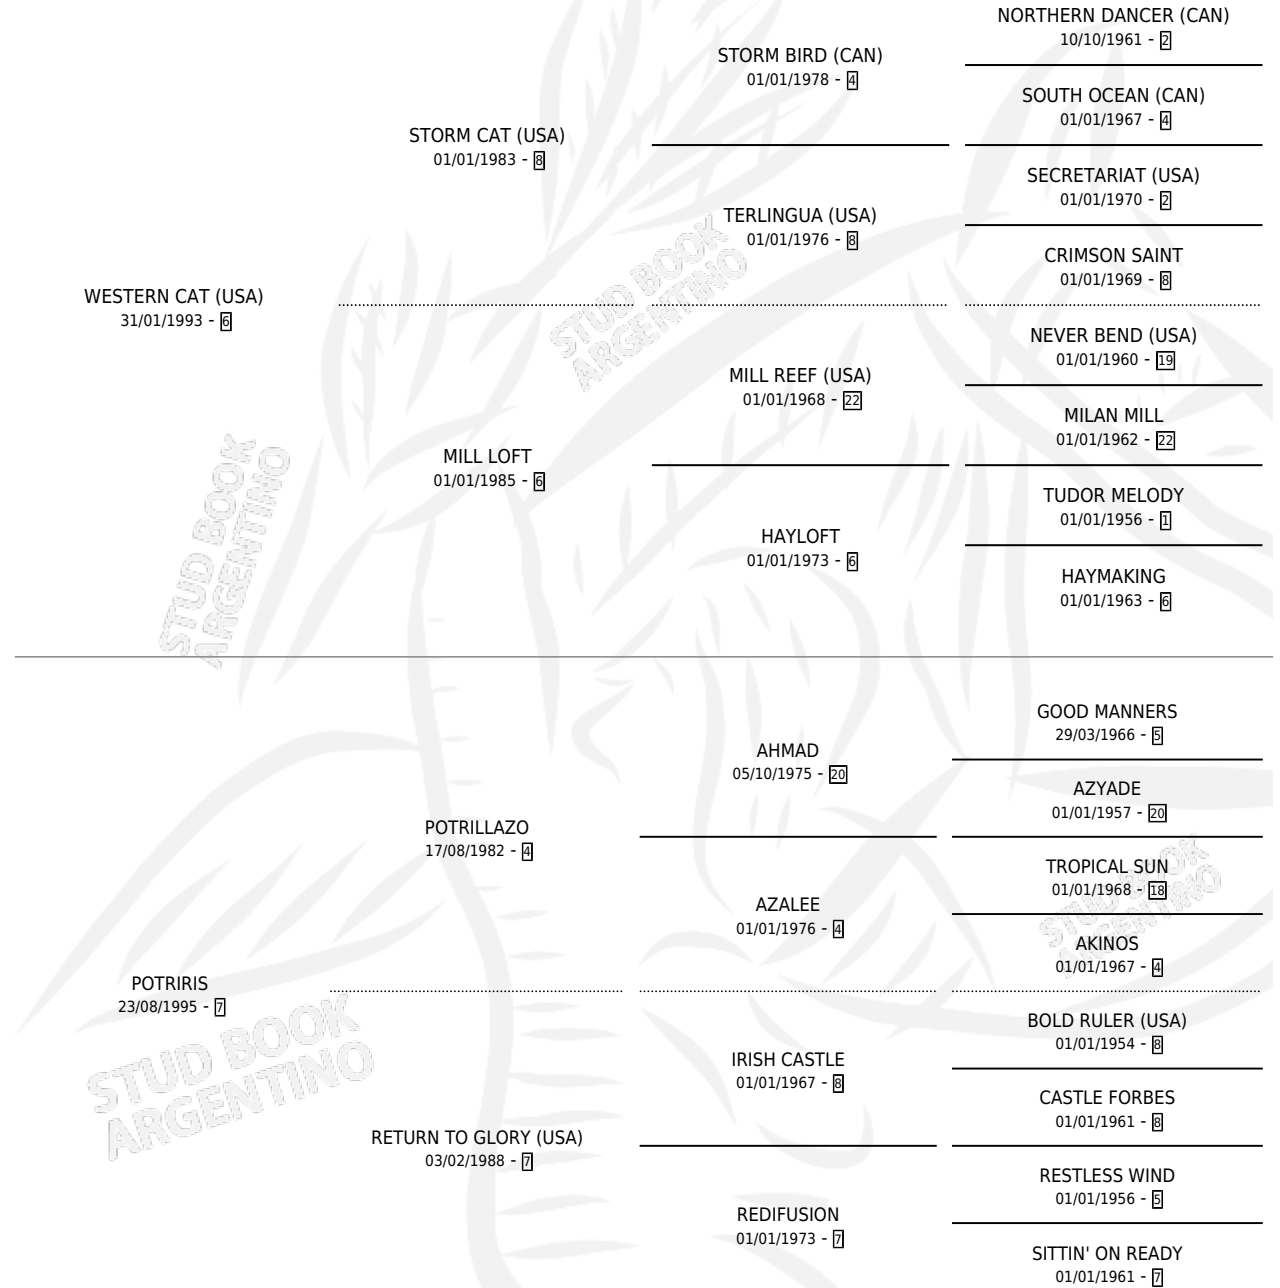 NORTHERN DANCER (CAN)
10/10/1961 - 2
STORM BIRD (CAN)
01/01/1978 - 4
SOUTH OCEAN (CAN)
01/01/1967 - 4
STORM CAT (USA)
01/01/1983 - 8
SECRETARIAT (USA)
01/01/1970 - 2
TERLINGUA (USA)
01/01/1976 - 8
CRIMSON SAINT
01/01/1969 - 8
WESTERN CAT (USA)
31/01/1993 - 6
STUD BOOK
ARGENTINO
NEVER BEND (USA)
01/01/1960 - 19
MILL REEF (USA)
01/01/1968 - 22
MILAN MILL
01/01/1962 - 22
MILL LOFT
01/01/1985 - 6
TUDOR MELODY
01/01/1956 - 1
HAYLOFT
01/01/1973 - 6
HAYMAKING
01/01/1963 - 6
STUD BOOK
ARGENTINO
GOOD MANNERS
29/03/1966 - 5
AHMAD
05/10/1975 - 20
AZYADE
01/01/1957 - 20
POTRILLAZO
17/08/1982 - 4
TROPICAL SUN
01/01/1968 - 18
AZALEE
01/01/1976 - 4
AKINOS
01/01/1967 - 4
STUD BOOK
ARGENTINO
POTRIRIS
23/08/1995 - 7
BOLD RULER (USA)
01/01/1954 - 8
IRISH CASTLE
01/01/1967 - 8
CASTLE FORBES
01/01/1961 - 8
STUD BOOK
ARGENTINO
RETURN TO GLORY (USA)
03/02/1988 - 7
RESTLESS WIND
01/01/1956 - 5
REDIFUSION
01/01/1973 - 7
SITTIN' ON READY
01/01/1961 - 7